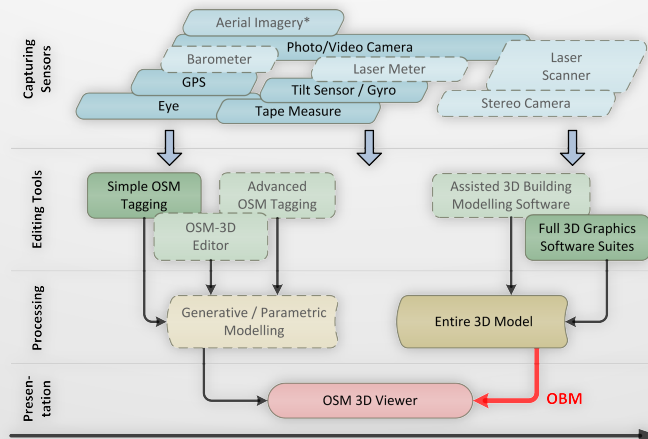 Capturing
Sensors
Aerial Imagery*
Photo/Video Camera
Barometer
Laser Meter
Laser
Scanner
GPS
Tilt Sensor / Gyro
Eye
Tape Measure
Stereo Camera
Editing Tools
Simple OSM
Tagging
Advanced
OSM Tagging
OSM-3D
Editor
Assisted 3D Building
Modelling Software
Full 3D Graphics
Software Suites
Processing
Generative / Parametric
Modelling
Entire 3D Model
Presen-
tation
OSM 3D Viewer
OBM